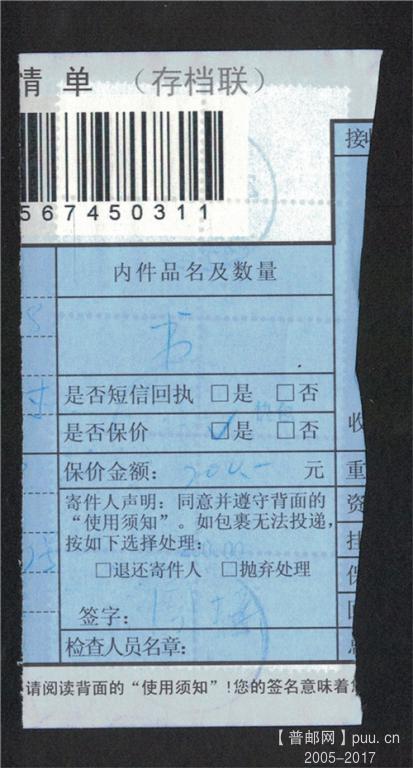 情单（存档联）
567450311
接收
内件品名及数量
书
是否短信回执 □是 □否
是否保价 ☑是 □否
收
保价金额： 200.- 元
重
寄件人声明：同意并遵守背面的
资
“使用须知”。如包裹无法投递，
挂
按如下选择处理：
□退还寄件人 □抛弃处理
保
签字：
回
检查人员名章：
总
请阅读背面的“使用须知”！您的签名意味着您
【普邮网】puu.cn
2005-2017